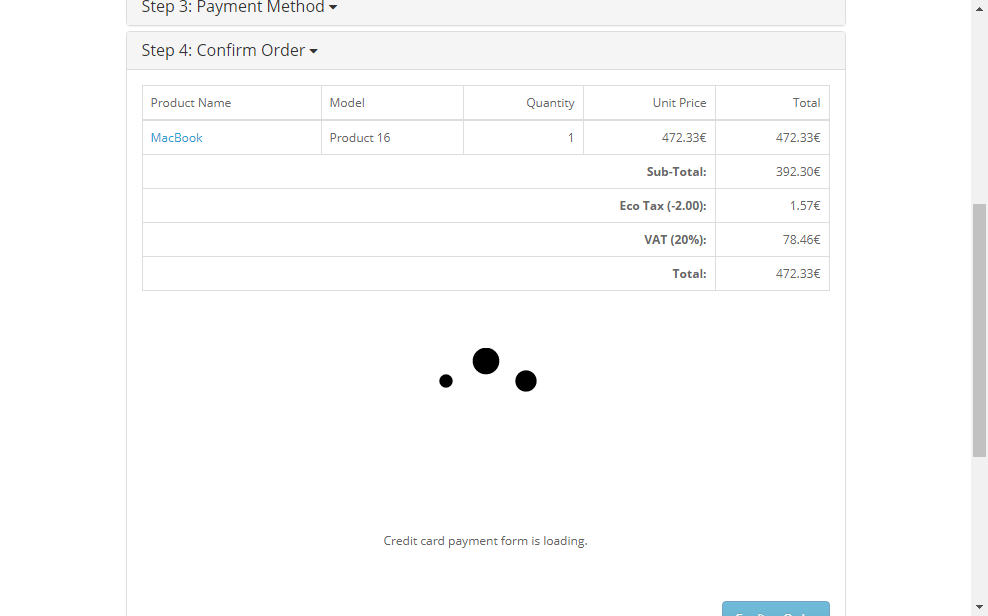 Step 3: Payment Method
Step 4: Confirm Order
Product Name Model Quantity Unit Price Total
MacBook Product 16 1 472.33€ 472.33€
Sub-Total: 392.30€
Eco Tax (-2.00): 1.57€
VAT (20%): 78.46€
Total: 472.33€
Credit card payment form is loading.